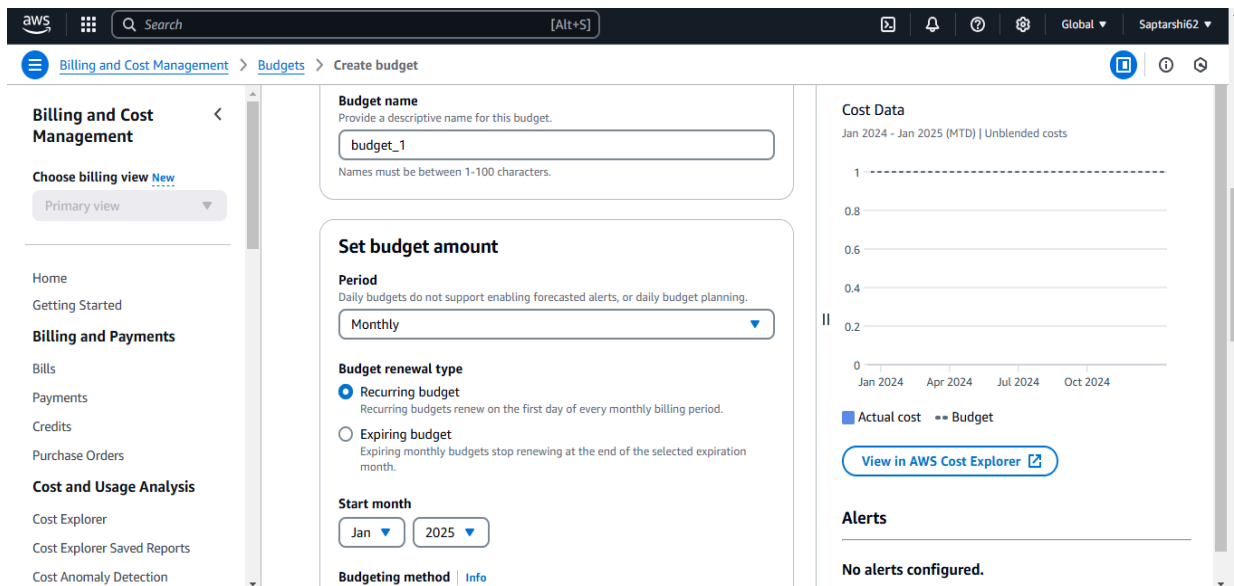 aws
Search [Alt+S]
Global
Saptarshi62
Billing and Cost Management > Budgets > Create budget
Billing and Cost
Management
Choose billing view New
Primary view
Home
Getting Started
Billing and Payments
Bills
Payments
Credits
Purchase Orders
Cost and Usage Analysis
Cost Explorer
Cost Explorer Saved Reports
Cost Anomaly Detection
Budget name
Provide a descriptive name for this budget.
budget_1
Names must be between 1-100 characters.
Set budget amount
Period
Daily budgets do not support enabling forecasted alerts, or daily budget planning.
Monthly
Budget renewal type
Recurring budget
Recurring budgets renew on the first day of every monthly billing period.
Expiring budget
Expiring monthly budgets stop renewing at the end of the selected expiration
month.
Start month
Jan 2025
Budgeting method Info
Cost Data
Jan 2024 - Jan 2025 (MTD) | Unblended costs
1
0.8
0.6
0.4
0.2
0
Jan 2024 Apr 2024 Jul 2024 Oct 2024
Actual cost Budget
View in AWS Cost Explorer
Alerts
No alerts configured.